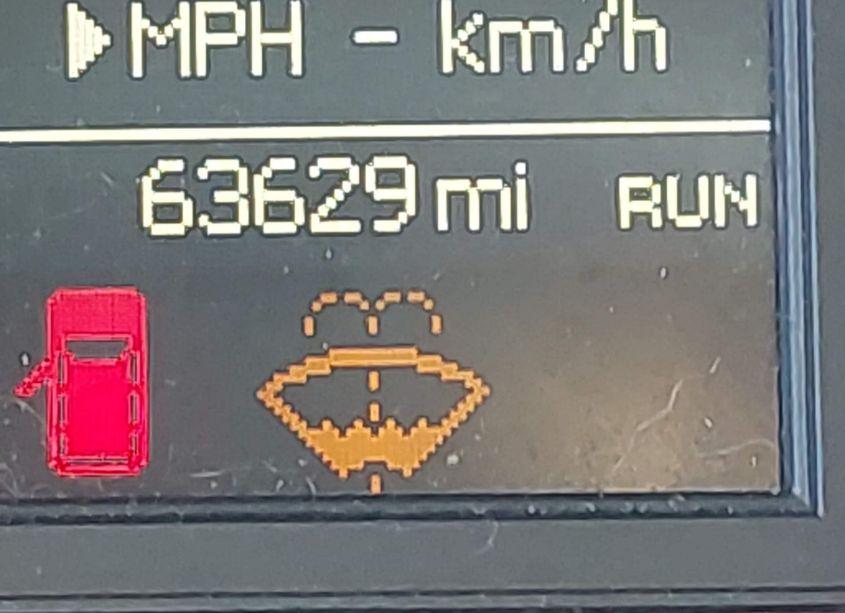 MPH - km/h
63629 mi RUN